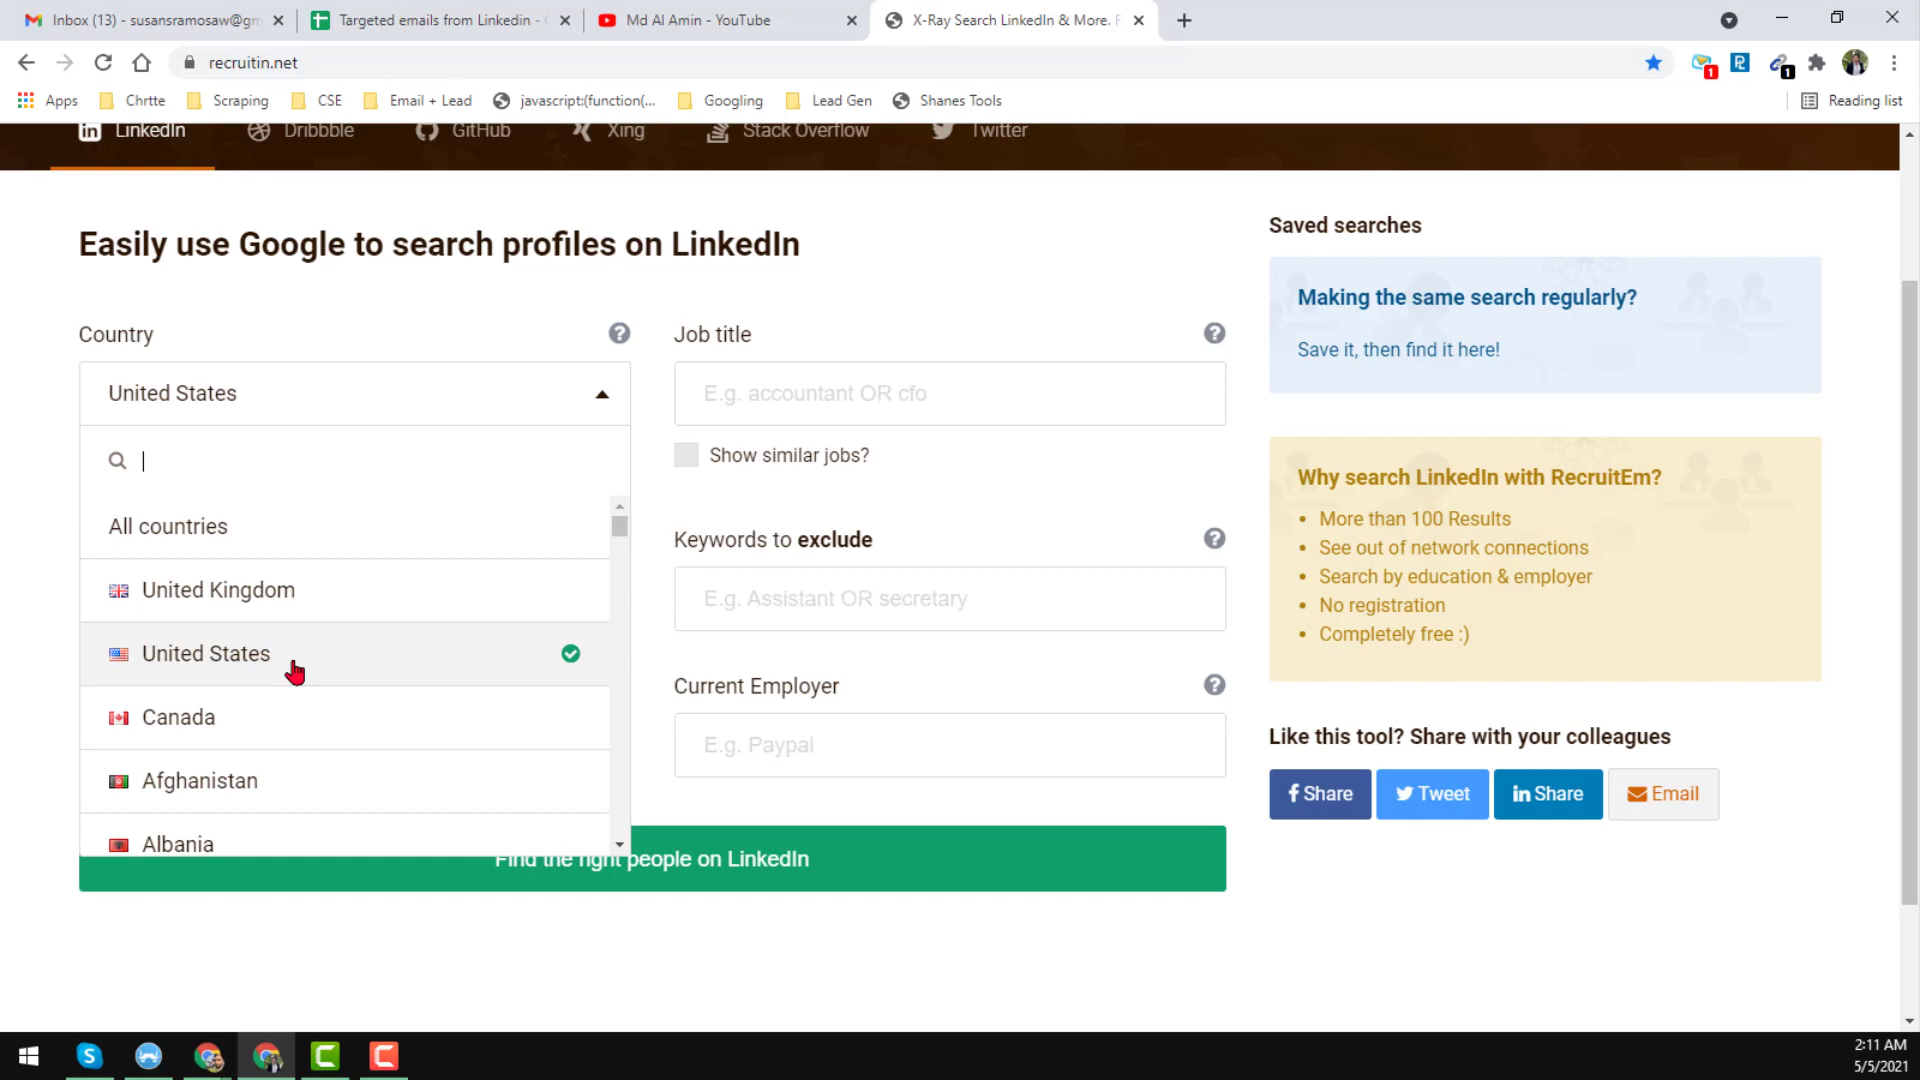 Inbox (13) - susansramosaw@gm
Targeted emails from Linkedin -
Md Al Amin - YouTube
X-Ray Search LinkedIn & More. F
recruitin.net
1
1
Apps
Chrtte
Scraping
CSE
Email + Lead
javascript:(function(...
Googling
Lead Gen
Shanes Tools
Reading list
LinkedIn
Dribbble
GitHub
Xing
Stack Overflow
Twitter
Easily use Google to search profiles on LinkedIn
Country
United States
All countries
United Kingdom
United States
Canada
Afghanistan
Albania
Job title
E.g. accountant OR cfo
Show similar jobs?
Keywords to exclude
E.g. Assistant OR secretary
Current Employer
E.g. Paypal
Find the right people on LinkedIn
Saved searches
Making the same search regularly?
Save it, then find it here!
Why search LinkedIn with RecruitEm?
• More than 100 Results
• See out of network connections
• Search by education & employer
• No registration
• Completely free :)
Like this tool? Share with your colleagues
Share
Tweet
Share
Email
2:11 AM
5/5/2021